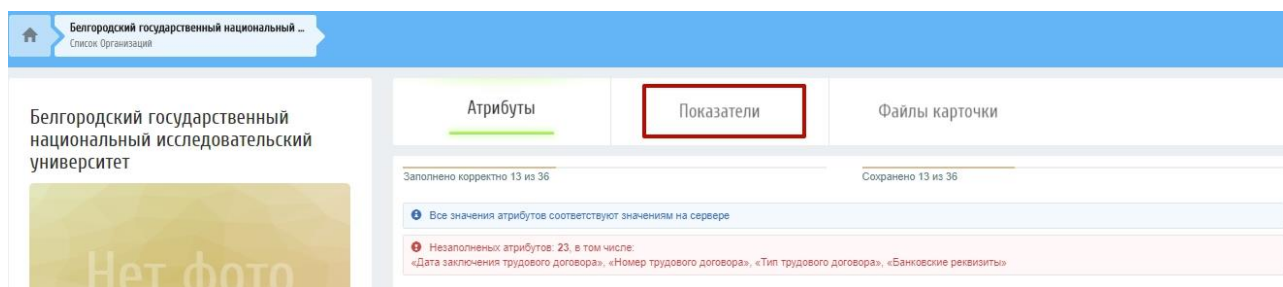 Белгородский государственный национальный ...
Список Организаций
Белгородский государственный
национальный исследовательский
университет
Нет фото
Атрибуты
Показатели
Файлы карточки
Заполнено корректно 13 из 36
Сохранено 13 из 36
Все значения атрибутов соответствуют значениям на сервере
Незаполненых атрибутов: 23, в том числе:
«Дата заключения трудового договора», «Номер трудового договора», «Тип трудового договора», «Банковские реквизиты»